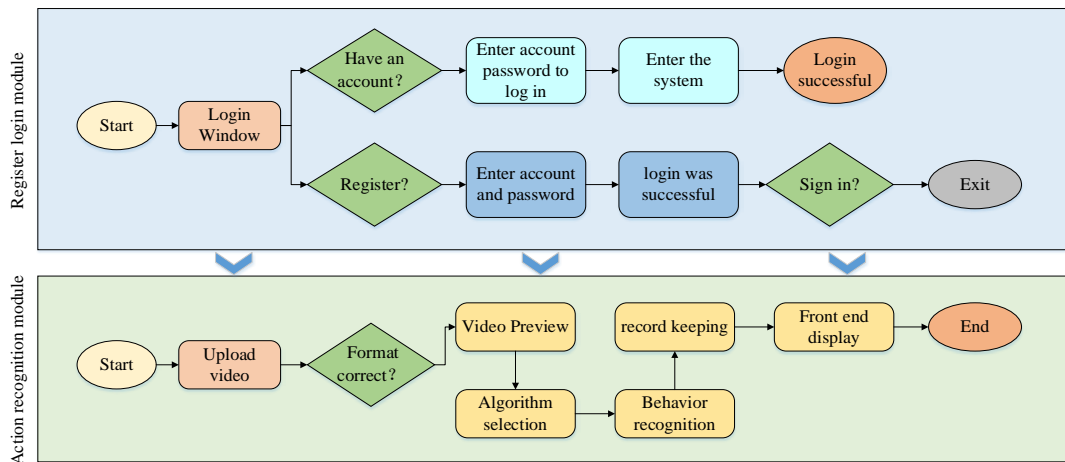 Register login module
Start
Login
Window
Have an
account?
Enter account
password to
log in
Enter the
system
Login
successful
Register?
Enter account
and password
login was
successful
Sign in?
Exit
Action recognition module
Start
Upload
video
Format
correct?
Video Preview
Algorithm
selection
Behavior
recognition
record keeping
Front end
display
End